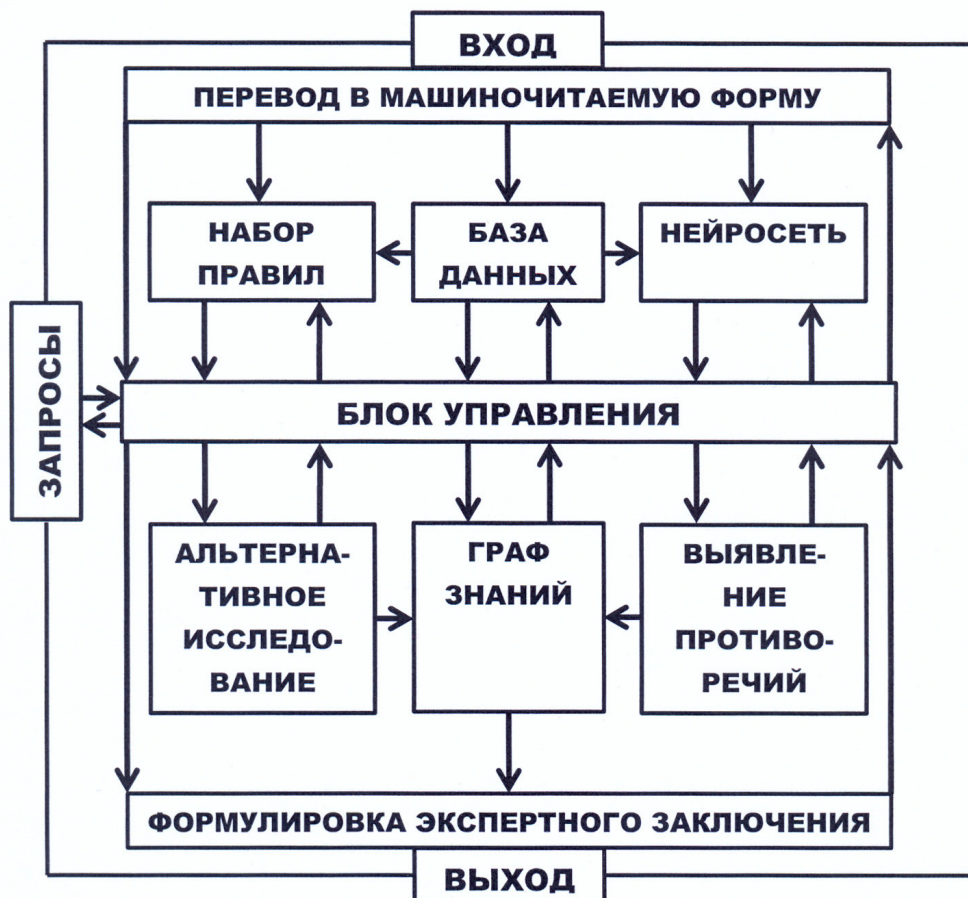 ВХОД
ПЕРЕВОД В МАШИНОЧИТАЕМУЮ ФОРМУ
НАБОР
ПРАВИЛ
БАЗА
ДАННЫХ
НЕЙРОСЕТЬ
ЗАПРОСЫ
БЛОК УПРАВЛЕНИЯ
АЛЬТЕРНА-
ТИВНОЕ
ИССЛЕДО-
ВАНИЕ
ГРАФ
ЗНАНИЙ
ВЫЯВЛЕ-
НИЕ
ПРОТИВО-
РЕЧИЙ
ФОРМУЛИРОВКА ЭКСПЕРТНОГО ЗАКЛЮЧЕНИЯ
ВЫХОД